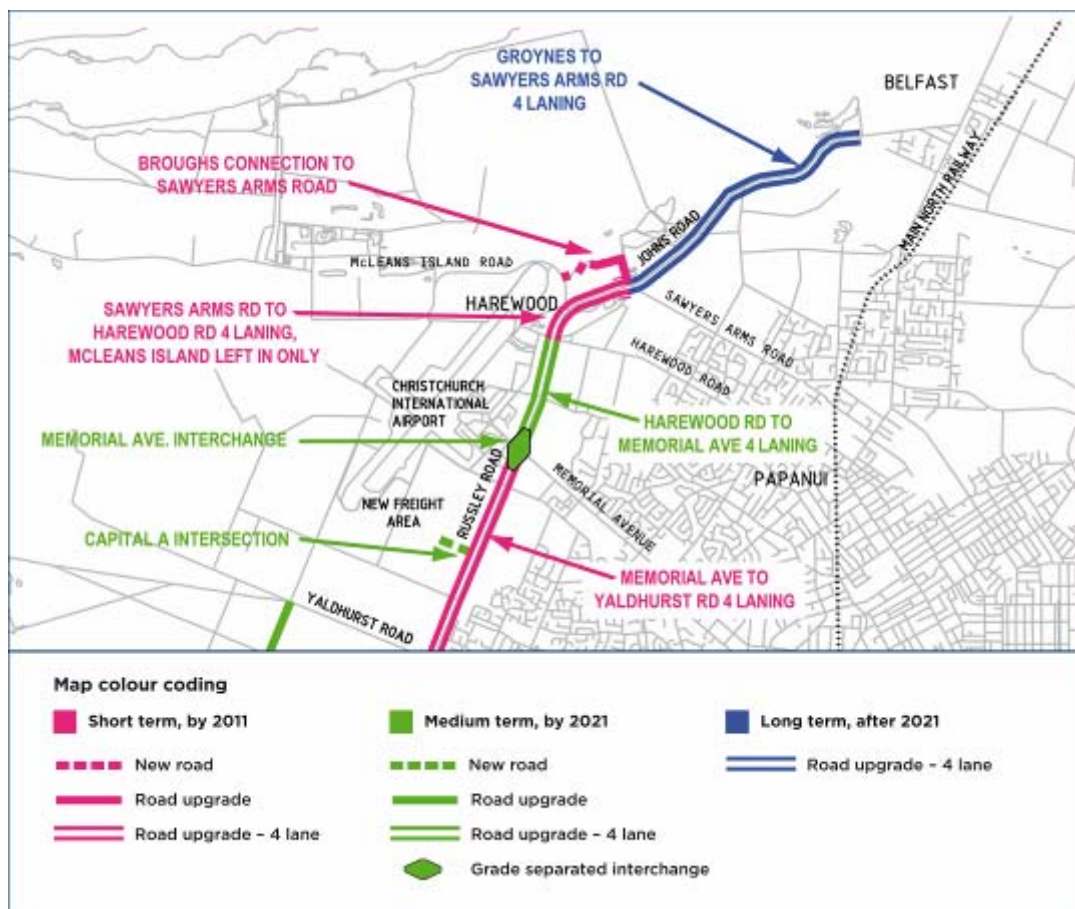 GROYNES TO
SAWYERS ARMS RD
4 LANING
BELFAST
BROUGHS CONNECTION TO
SAWYERS ARMS ROAD
MAIN NORTH RAILWAY
JOHNS ROAD
McLEANS ISLAND ROAD
SAWYERS ARMS RD TO
HAREWOOD RD 4 LANING,
MCLEANS ISLAND LEFT IN ONLY
HAREWOOD
SAWYERS ARMS ROAD
HAREWOOD ROAD
CHRISTCHURCH
INTERNATIONAL
AIRPORT
HAREWOOD RD TO
MEMORIAL AVE 4 LANING
MEMORIAL AVE. INTERCHANGE
RUSSLEY ROAD
MEMORIAL AVENUE
PAPANUI
NEW FREIGHT
AREA
CAPITAL A INTERSECTION
MEMORIAL AVE TO
YALDHURST RD 4 LANING
YALDHURST ROAD
Map colour coding
Short term, by 2011
New road
Road upgrade
Road upgrade – 4 lane
Medium term, by 2021
New road
Road upgrade
Road upgrade – 4 lane
Grade separated interchange
Long term, after 2021
Road upgrade – 4 lane